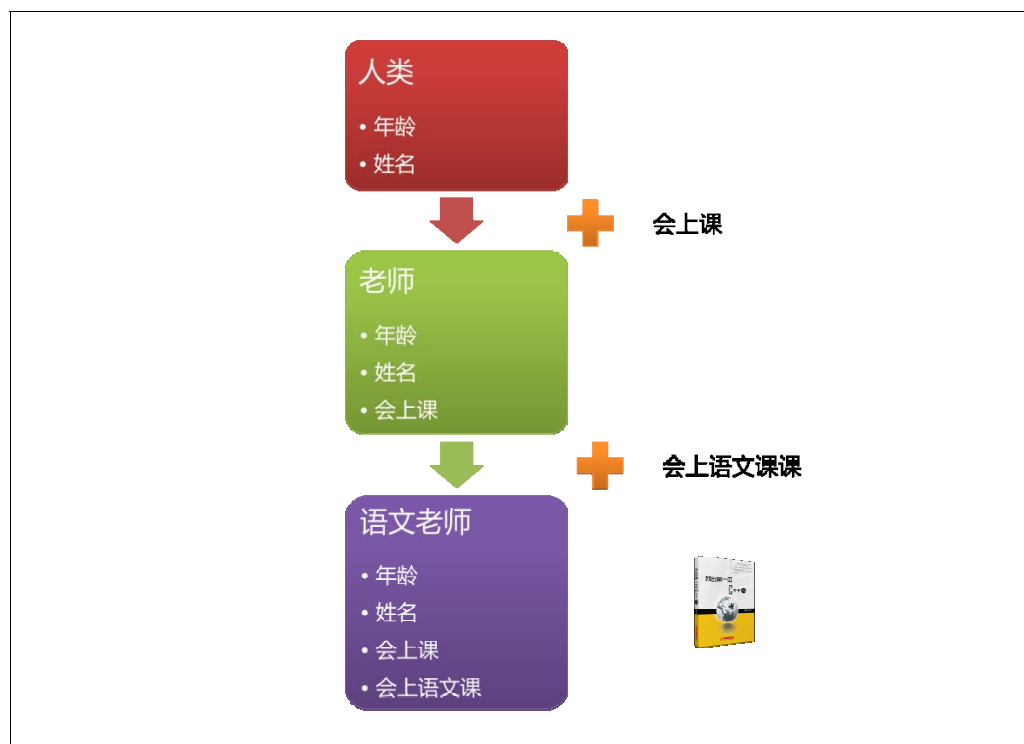 人类
• 年龄
• 姓名
会上课
老师
• 年龄
• 姓名
• 会上课
会上语文课课
语文老师
• 年龄
• 姓名
• 会上课
• 会上语文课
C++